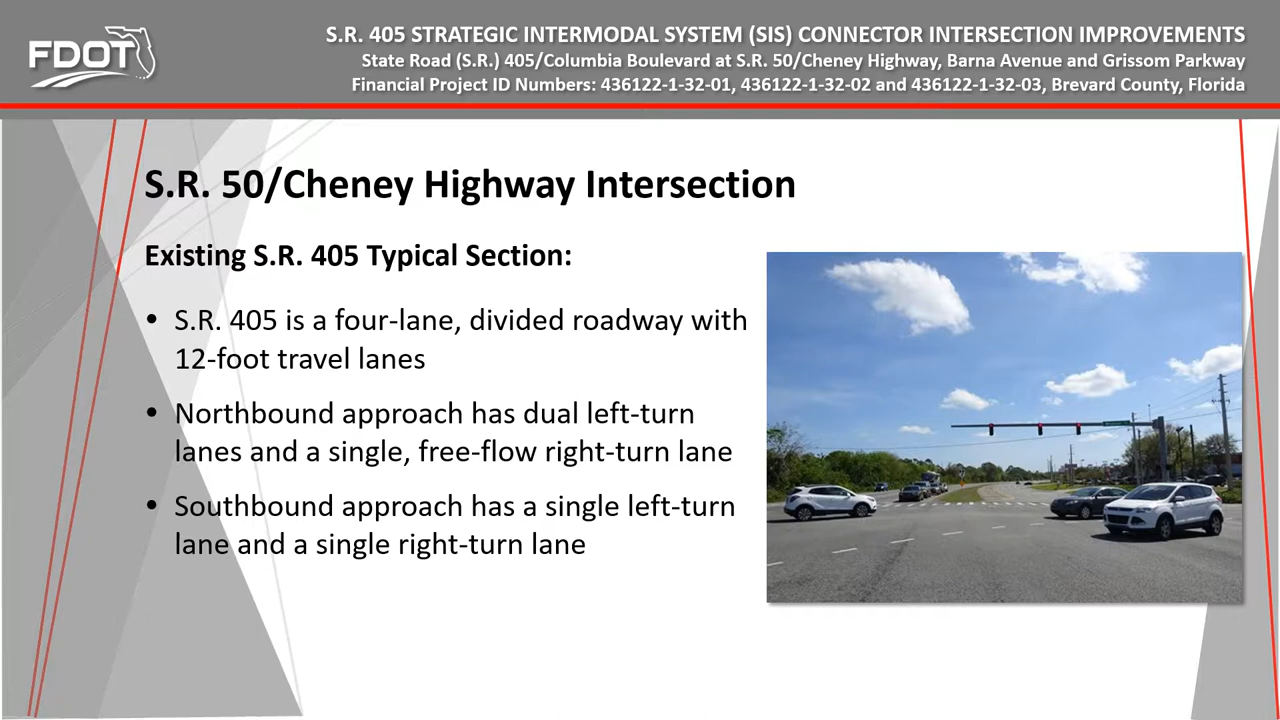 FDOT
S.R. 405 STRATEGIC INTERMODAL SYSTEM (SIS) CONNECTOR INTERSECTION IMPROVEMENTS
State Road (S.R.) 405/Columbia Boulevard at S.R. 50/Cheney Highway, Barna Avenue and Grissom Parkway
Financial Project ID Numbers: 436122-1-32-01, 436122-1-32-02 and 436122-1-32-03, Brevard County, Florida
S.R. 50/Cheney Highway Intersection
Existing S.R. 405 Typical Section:
• S.R. 405 is a four-lane, divided roadway with
12-foot travel lanes
• Northbound approach has dual left-turn
lanes and a single, free-flow right-turn lane
• Southbound approach has a single left-turn
lane and a single right-turn lane